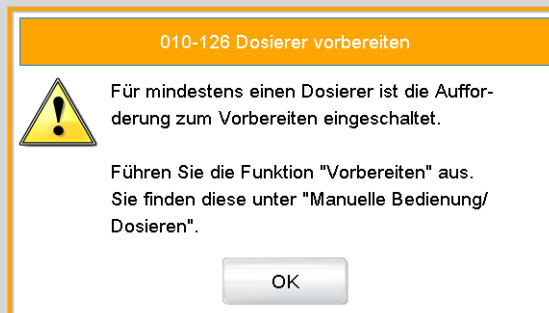 010-126 Dosierer vorbereiten
Für mindestens einen Dosierer ist die Auffor-
derung zum Vorbereiten eingeschaltet.
Führen Sie die Funktion "Vorbereiten" aus.
Sie finden diese unter "Manuelle Bedienung/
Dosieren".
OK